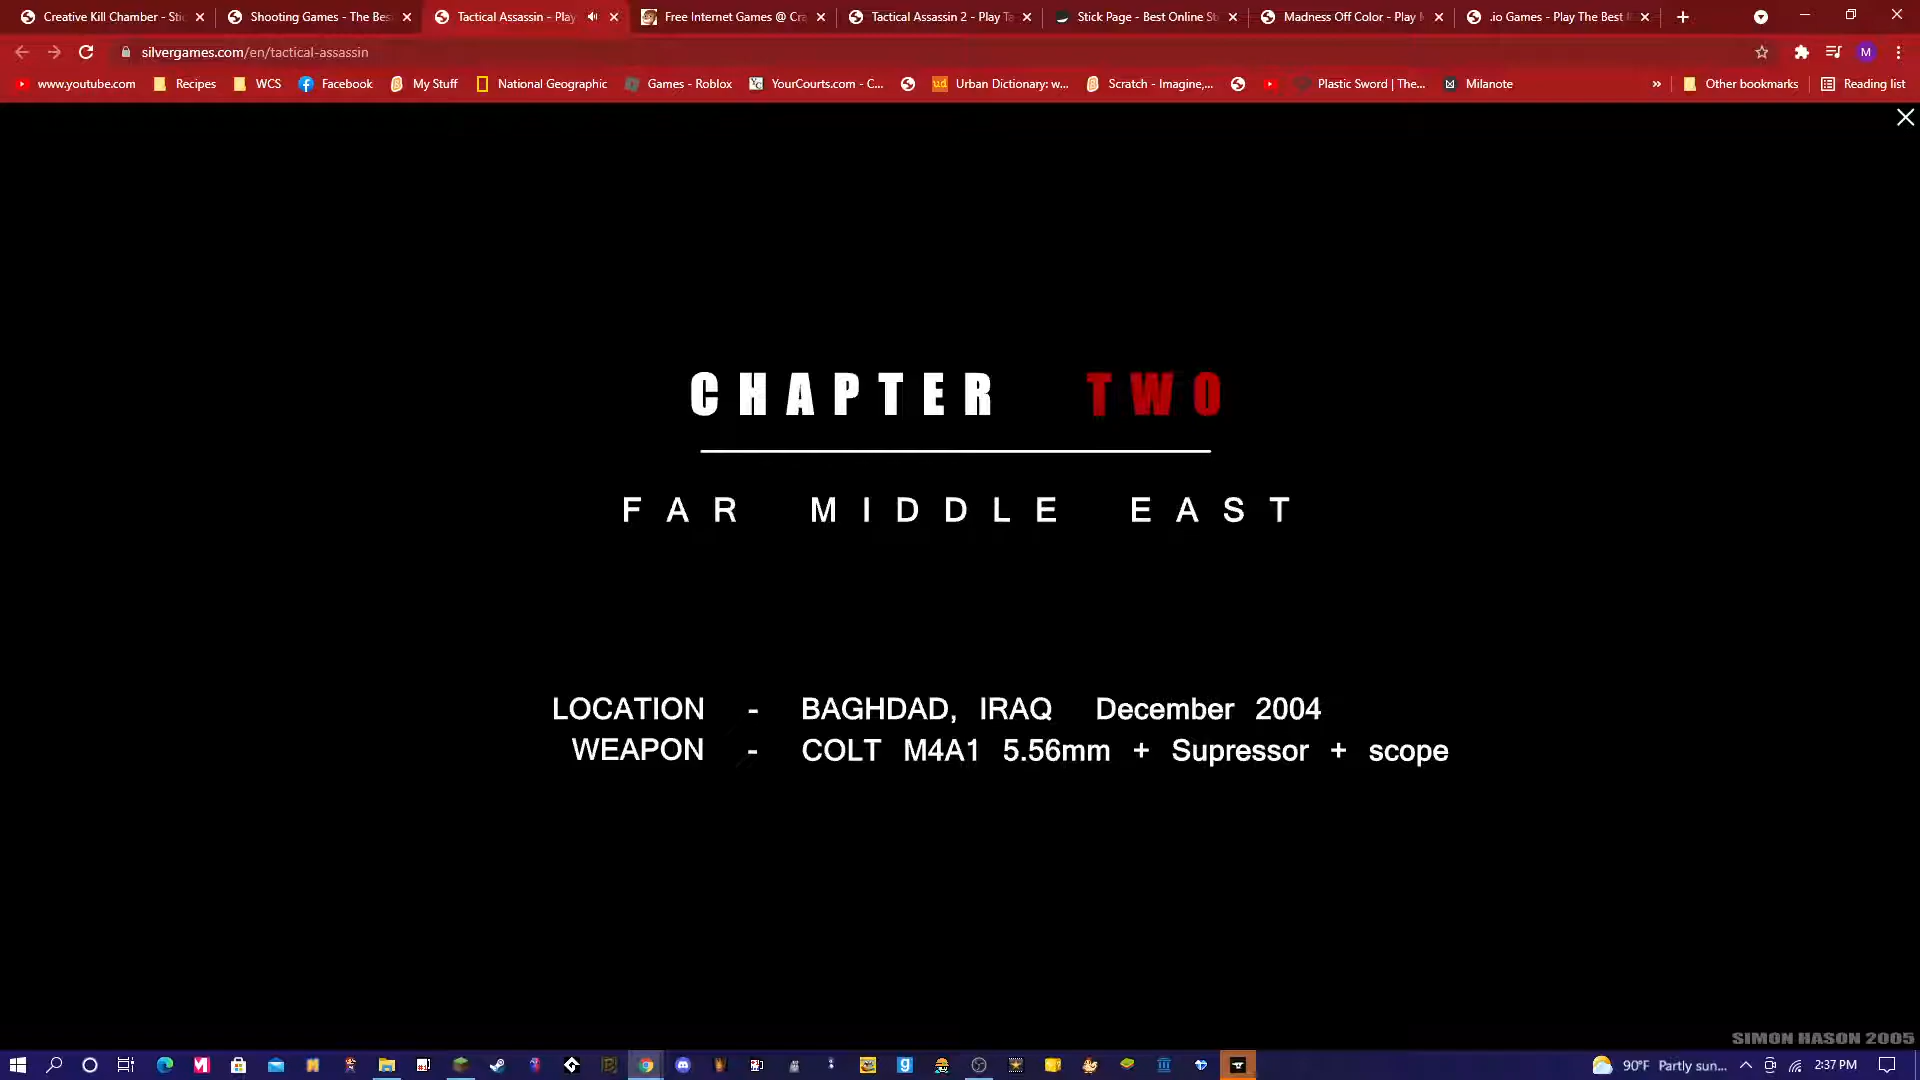 Creative Kill Chamber - Sti
Shooting Games - The Bes
Tactical Assassin - Play
Free Internet Games @ Cra
Tactical Assassin 2 - Play Ta
Stick Page - Best Online St
Madness Off Color - Play M
.io Games - Play The Best I
silvergames.com/en/tactical-assassin
M
www.youtube.com
Recipes
WCS
Facebook
My Stuff
National Geographic
Games - Roblox
YourCourts.com - C...
Urban Dictionary: w...
Scratch - Imagine,...
Plastic Sword | The...
Milanote
»
Other bookmarks
Reading list
CHAPTER TWO
FAR MIDDLE EAST
LOCATION - BAGHDAD, IRAQ December 2004
WEAPON - COLT M4A1 5.56mm + Supressor + scope
SIMON HASON 2005
90°F Partly sun...
2:37 PM